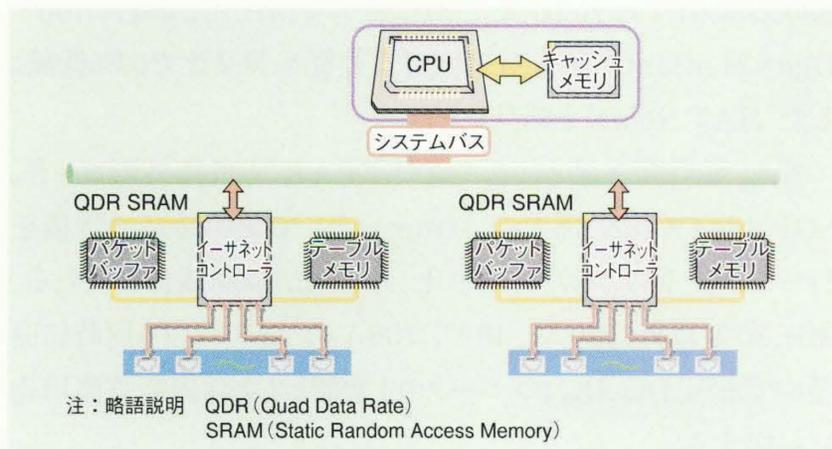 CPU
キャッシュ
メモリ
システムバス
QDR SRAM
パケット
バッファ
イーサネット
コントローラ
テーブル
メモリ
QDR SRAM
パケット
バッファ
イーサネット
コントローラ
テーブル
メモリ
注：略語説明 QDR（Quad Data Rate）
SRAM（Static Random Access Memory）